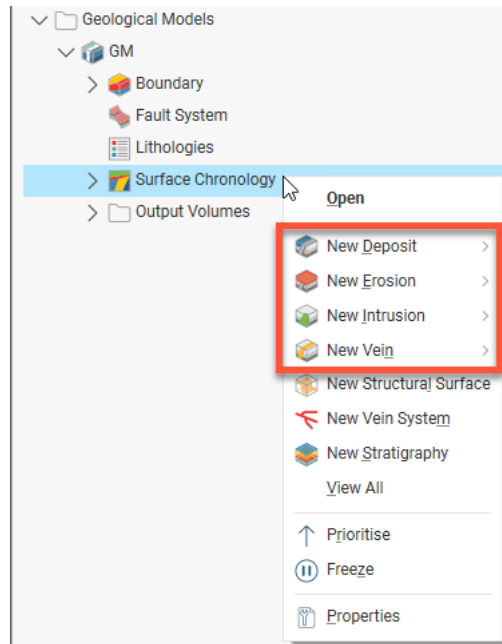 Geological Models
GM
Boundary
Fault System
Lithologies
Surface Chronology
Output Volumes
Open
New Deposit
New Erosion
New Intrusion
New Vein
New Structural Surface
New Vein System
New Stratigraphy
View All
Prioritise
Freeze
Properties